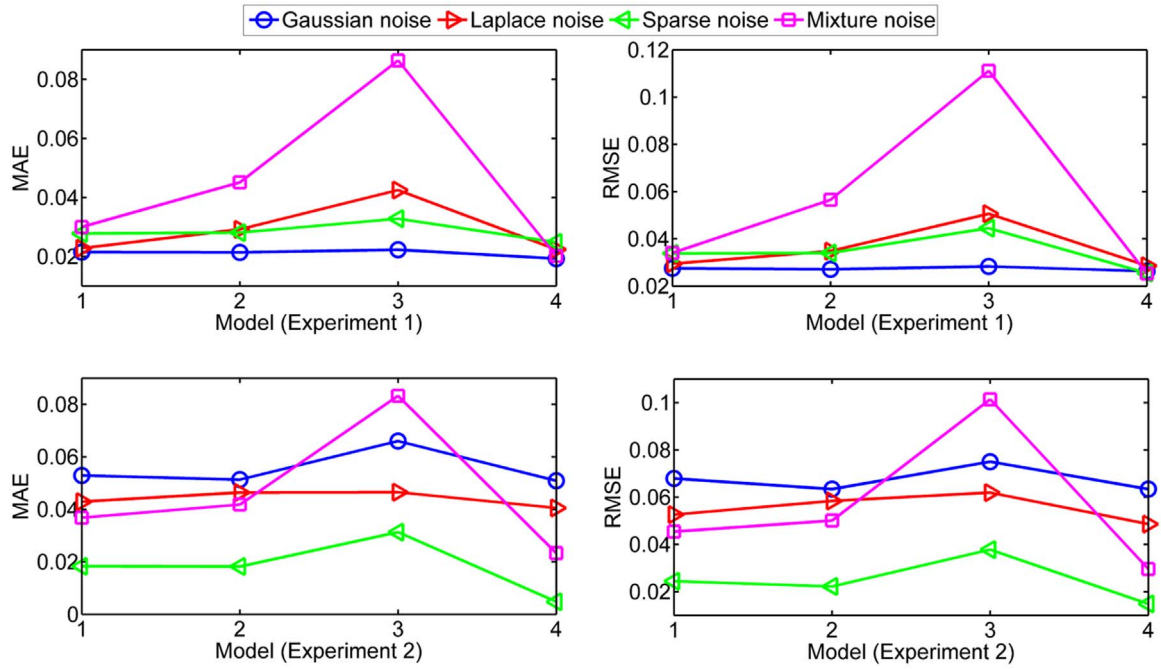 Gaussian noise Laplace noise Sparse noise Mixture noise
MAE
0.08
0.06
0.04
0.02
1 2 3 4
Model (Experiment 1)
RMSE
0.12
0.1
0.08
0.06
0.04
0.02
1 2 3 4
Model (Experiment 1)
MAE
0.08
0.06
0.04
0.02
0
1 2 3 4
Model (Experiment 2)
RMSE
0.1
0.08
0.06
0.04
0.02
1 2 3 4
Model (Experiment 2)